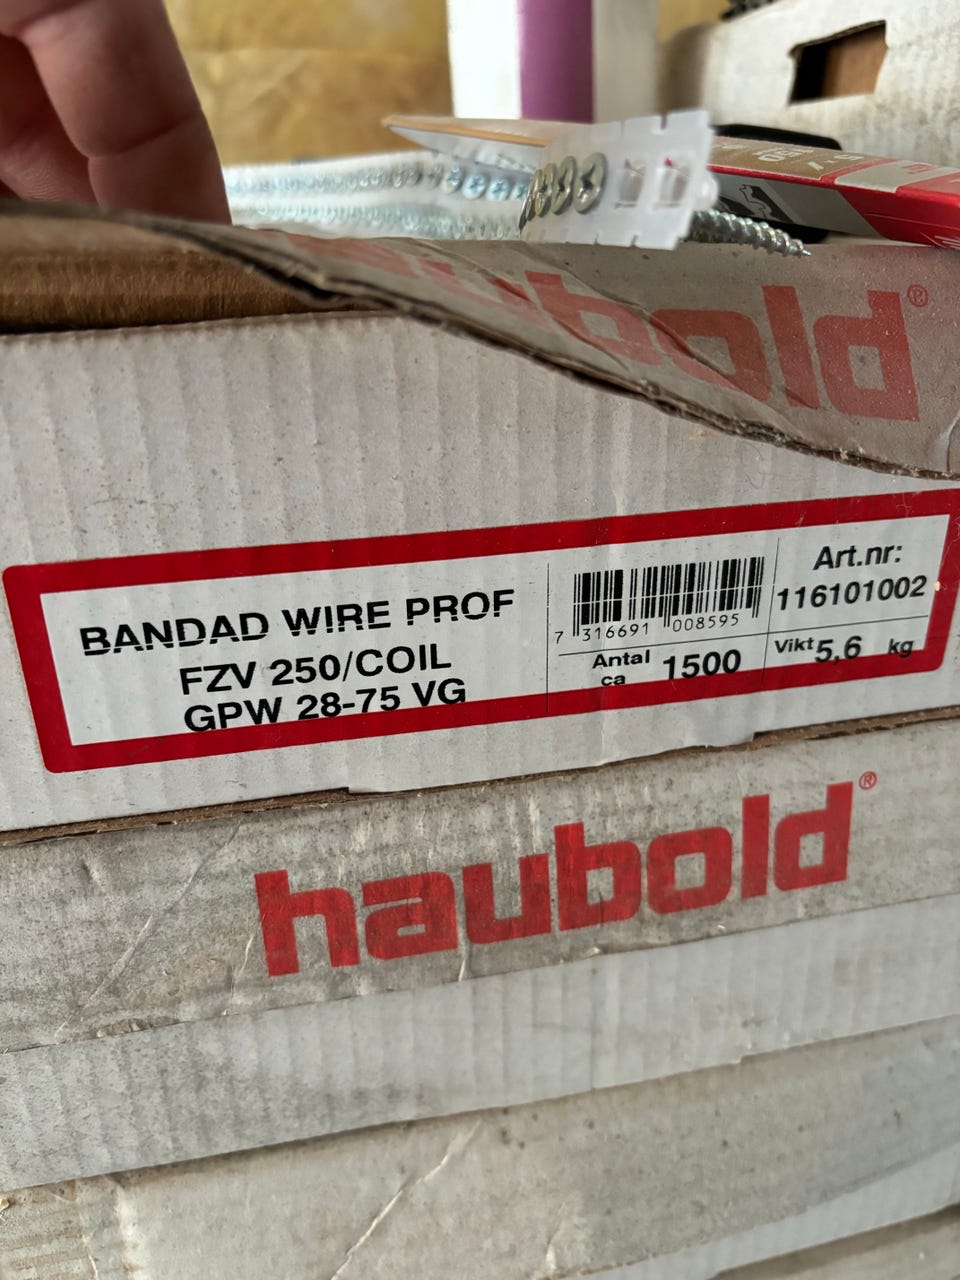 bold®
BANDAD WIRE PROF
FZV 250/COIL
GPW 28-75 VG
7 316691 008595
Antal
ca 1500
Art.nr:
116101002
Vikt 5,6 kg
haubold®